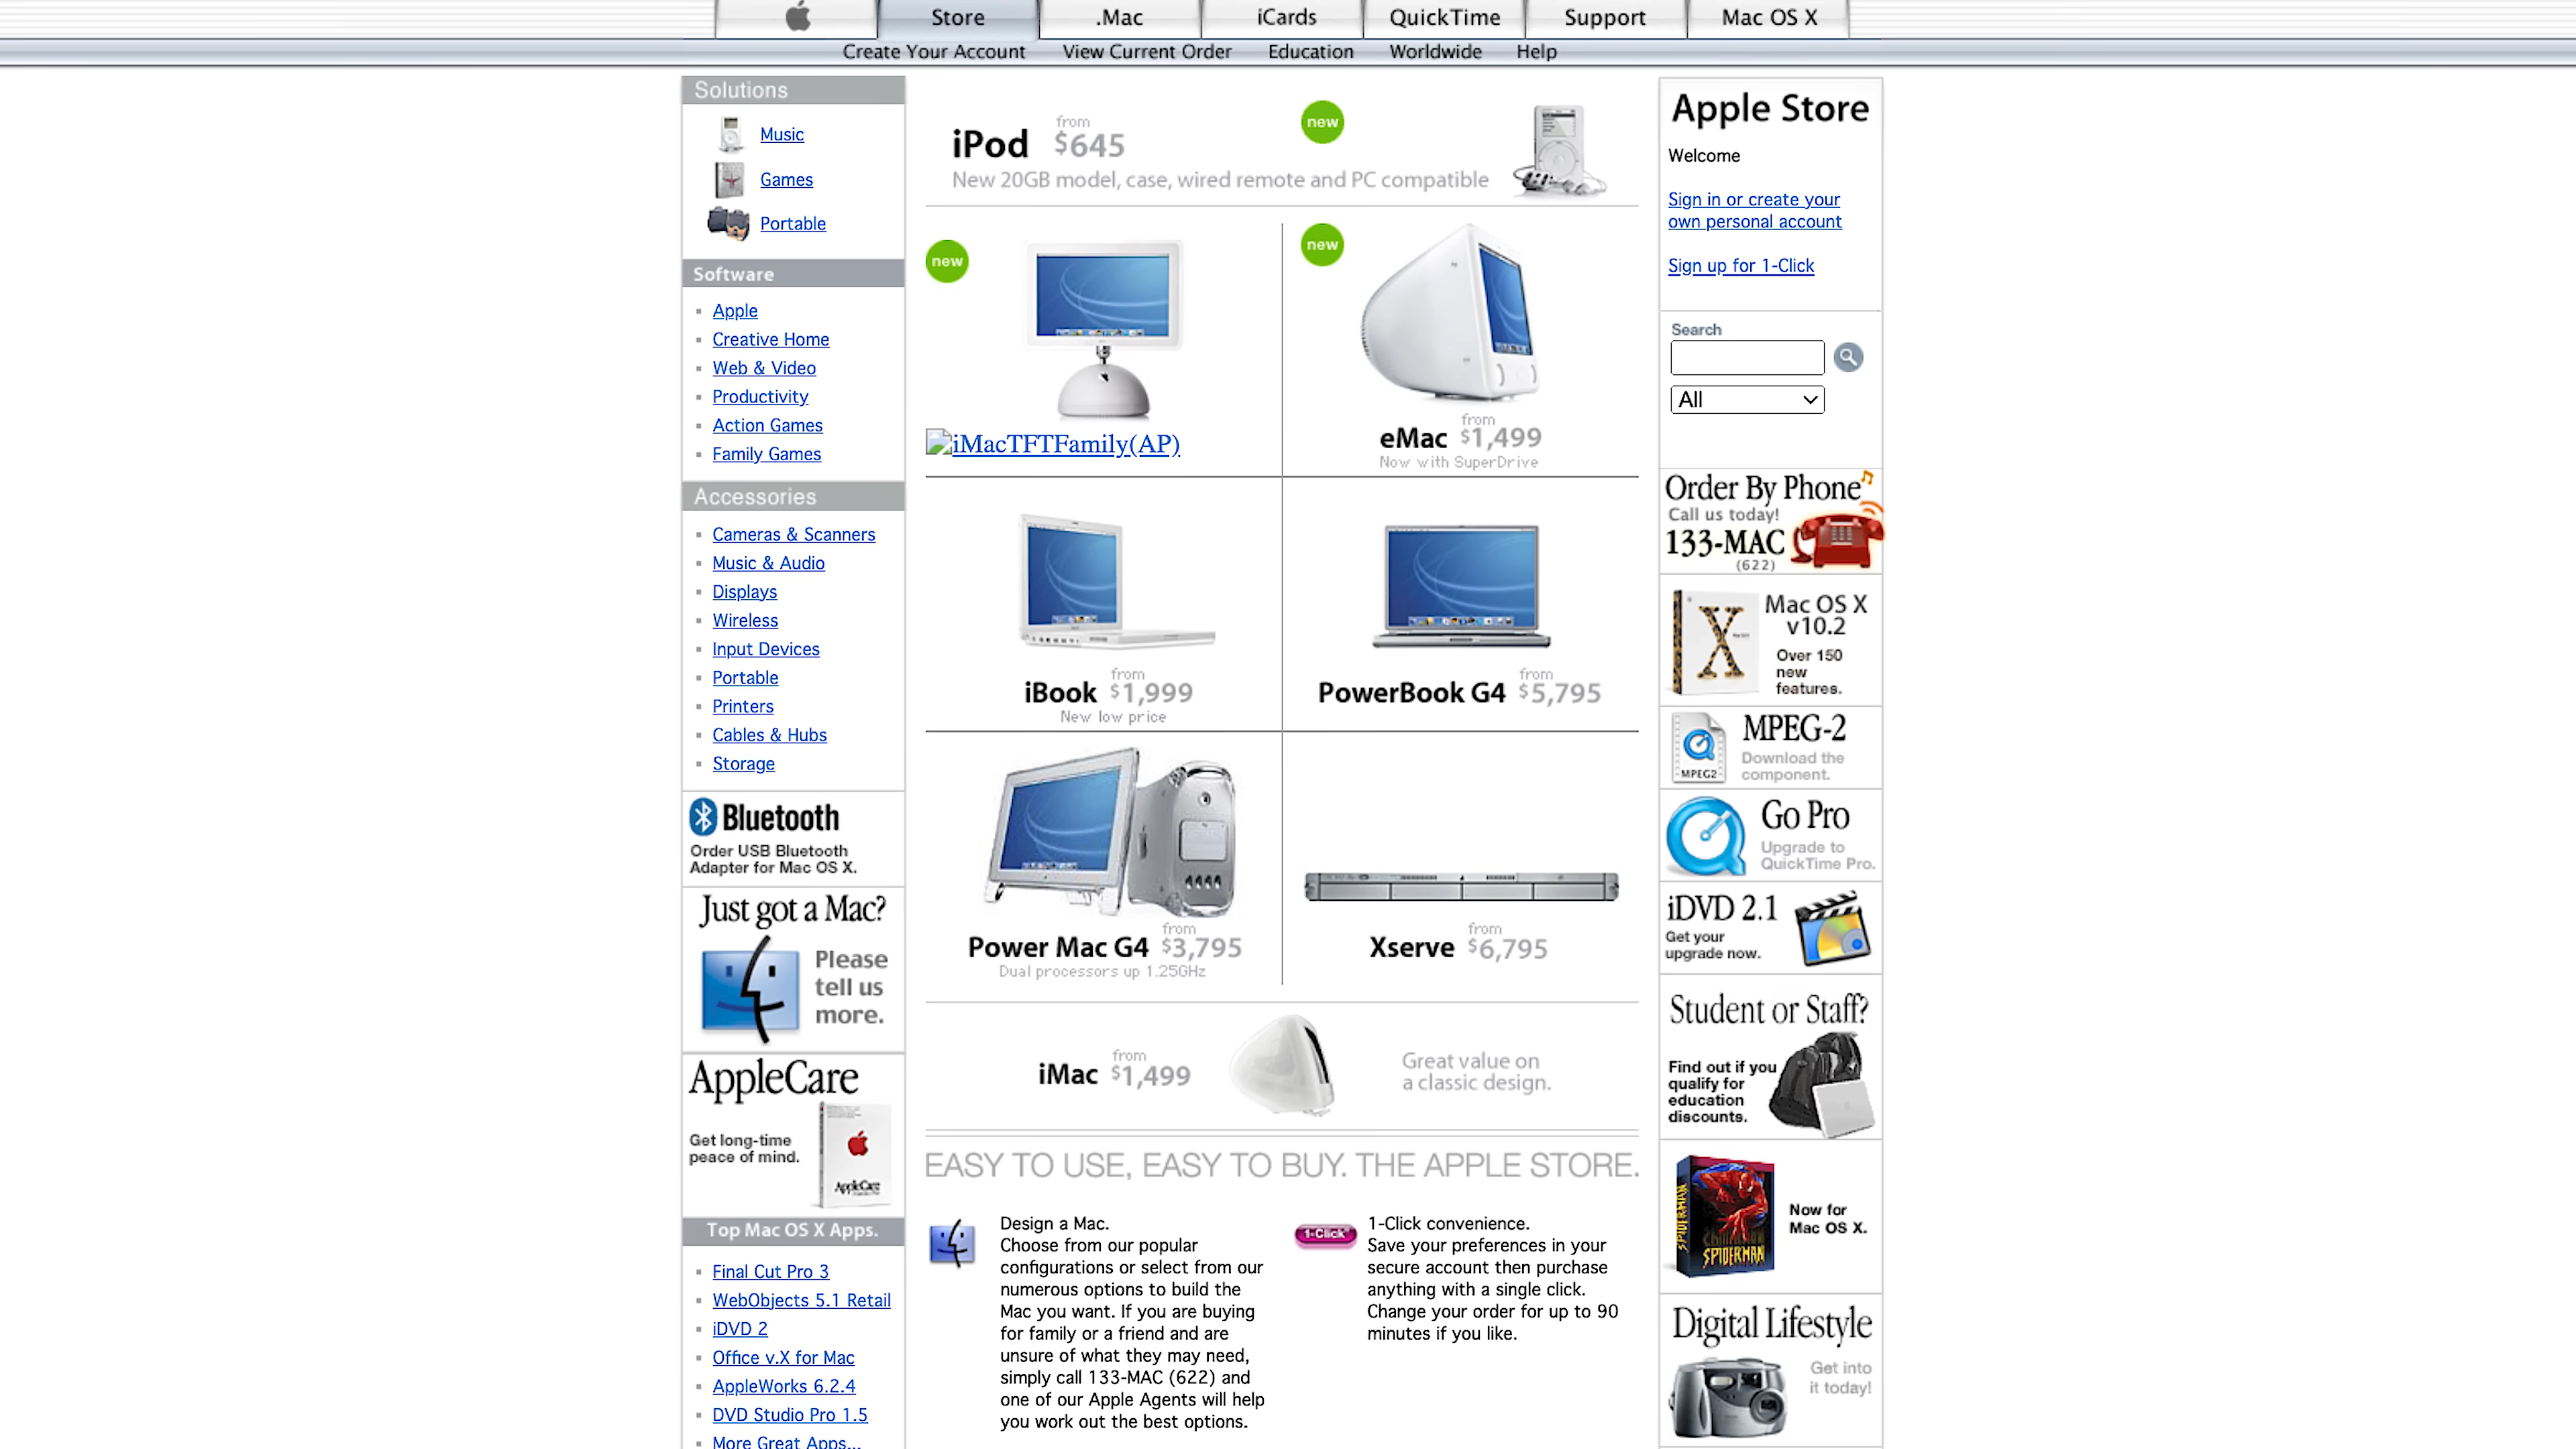 Store
.Mac
iCards
QuickTime
Support
Mac OS X
Create Your Account
View Current Order
Education
Worldwide
Help
Solutions
Music
Games
Portable
Software
Apple
Creative Home
Web & Video
Productivity
Action Games
Family Games
Accessories
Cameras & Scanners
Music & Audio
Displays
Wireless
Input Devices
Portable
Printers
Cables & Hubs
Storage
Bluetooth
Order USB Bluetooth
Adapter for Mac OS X.
Just got a Mac?
Please
tell us
more.
AppleCare
Get long-time
peace of mind.
AppleCare
Top Mac OS X Apps.
Final Cut Pro 3
WebObjects 5.1 Retail
iDVD 2
Office v.X for Mac
AppleWorks 6.2.4
DVD Studio Pro 1.5
More Great Apps...
iPod from $645
new
New 20GB model, case, wired remote and PC compatible
new
iMacTFTFamily(AP)
new
eMac from $1,499
Now with SuperDrive
iBook from $1,999
New low price
PowerBook G4 from $5,795
Power Mac G4 from $3,795
Dual processors up 1.25GHz
Xserve from $6,795
iMac from $1,499
Great value on
a classic design.
EASY TO USE, EASY TO BUY. THE APPLE STORE.
Design a Mac.
Choose from our popular
configurations or select from our
numerous options to build the
Mac you want. If you are buying
for family or a friend and are
unsure of what they may need,
simply call 133-MAC (622) and
one of our Apple Agents will help
you work out the best options.
1-Click
1-Click convenience.
Save your preferences in your
secure account then purchase
anything with a single click.
Change your order for up to 90
minutes if you like.
Apple Store
Welcome
Sign in or create your
own personal account
Sign up for 1-Click
Search
All
Order By Phone
Call us today!
133-MAC
(622)
X
Mac OS X
v10.2
Over 150
new
features.
MPEG2
MPEG-2
Download the
component.
Go Pro
Upgrade to
QuickTime Pro.
iDVD 2.1
Get your
upgrade now.
Student or Staff?
Find out if you
qualify for
education
discounts.
SPIDERMAN
SPIDERMAN
Now for
Mac OS X.
Digital Lifestyle
Get into
it today!